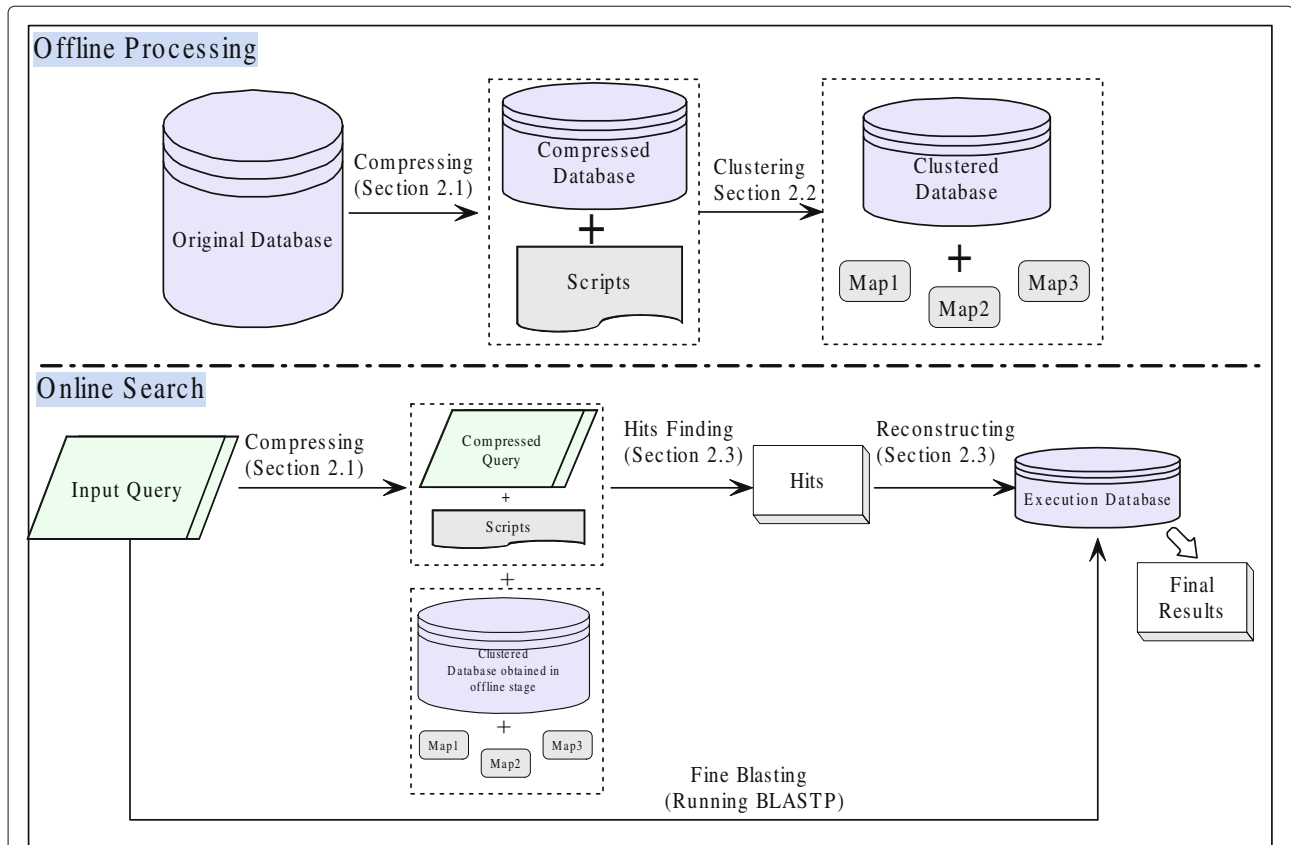 Offline Processing
Original Database
Compressing
(Section 2.1)
Compressed
Database
+
Scripts
Clustering
Section 2.2
Clustered
Database
+
Map1
Map2
Map3
Online Search
Input Query
Compressing
(Section 2.1)
Compressed
Query
+
Scripts
+
Clustered
Database obtained in
offline stage
+
Map1
Map2
Map3
Hits Finding
(Section 2.3)
Hits
Reconstructing
(Section 2.3)
Execution Database
Final
Results
Fine Blasting
(Running BLASTP)